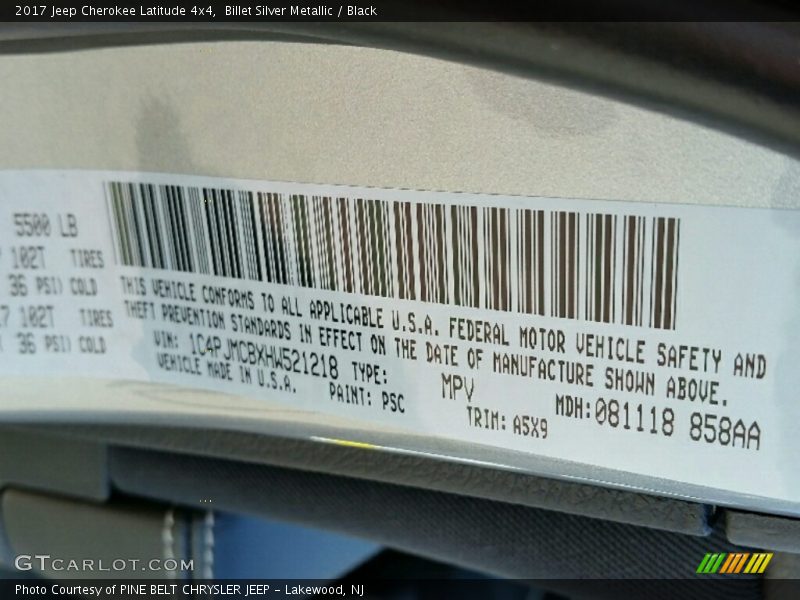 2017 Jeep Cherokee Latitude 4x4, Billet Silver Metallic / Black
5500 LB
102T TIRES
36 PSI) COLD
102T TIRES
36 PSI) COLD
THIS VEHICLE CONFORMS TO ALL APPLICABLE U.S.A. FEDERAL MOTOR VEHICLE SAFETY AND
THEFT PREVENTION STANDARDS IN EFFECT ON THE DATE OF MANUFACTURE SHOWN ABOVE.
VIN: 1C4PJMCBXHW521218 TYPE: MPV MDH: 081118 858AA
VEHICLE MADE IN U.S.A. PAINT: PSC TRIM: A5X9
GTCARLOT.COM
Photo Courtesy of PINE BELT CHRYSLER JEEP - Lakewood, NJ